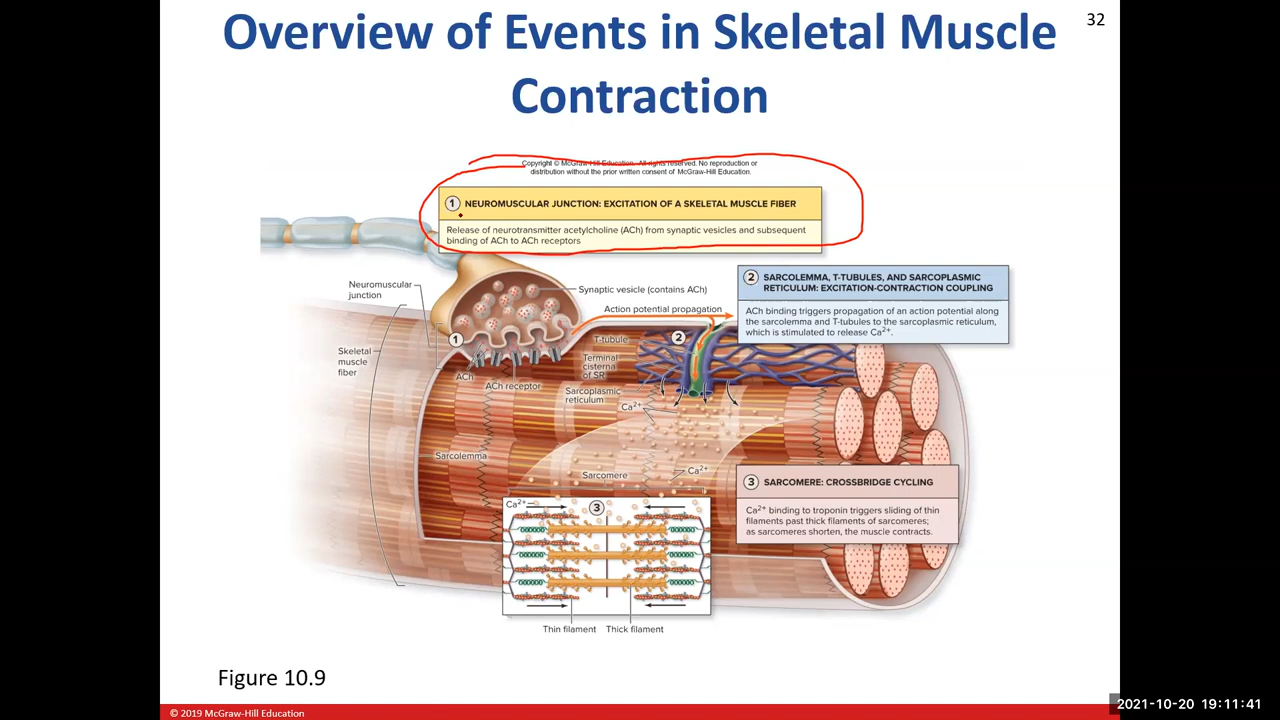 Overview of Events in Skeletal Muscle
Contraction
32
Copyright © McGraw-Hill Education. All rights reserved. No reproduction or
distribution without the prior written consent of McGraw-Hill Education.
1 NEUROMUSCULAR JUNCTION: EXCITATION OF A SKELETAL MUSCLE FIBER
Release of neurotransmitter acetylcholine (ACh) from synaptic vesicles and subsequent
binding of ACh to ACh receptors
2 SARCOLEMMA, T-TUBULES, AND SARCOPLASMIC
RETICULUM: EXCITATION-CONTRACTION COUPLING
ACh binding triggers propagation of an action potential along
the sarcolemma and T-tubules to the sarcoplasmic reticulum,
which is stimulated to release Ca2+.
Neuromuscular
junction
Synaptic vesicle (contains ACh)
Action potential propagation
1
2
T-tubule
Skeletal
muscle
fiber
Terminal
cisterna
of SR
ACh
ACh receptor
Sarcoplasmic
reticulum
Ca2+
Sarcolemma
Sarcomere
Ca2+
3 SARCOMERE: CROSSBRIDGE CYCLING
Ca2+ binding to troponin triggers sliding of thin
filaments past thick filaments of sarcomeres;
as sarcomeres shorten, the muscle contracts.
Ca2+
3
Thin filament
Thick filament
Figure 10.9
© 2019 McGraw-Hill Education
2021-10-20 19:11:41